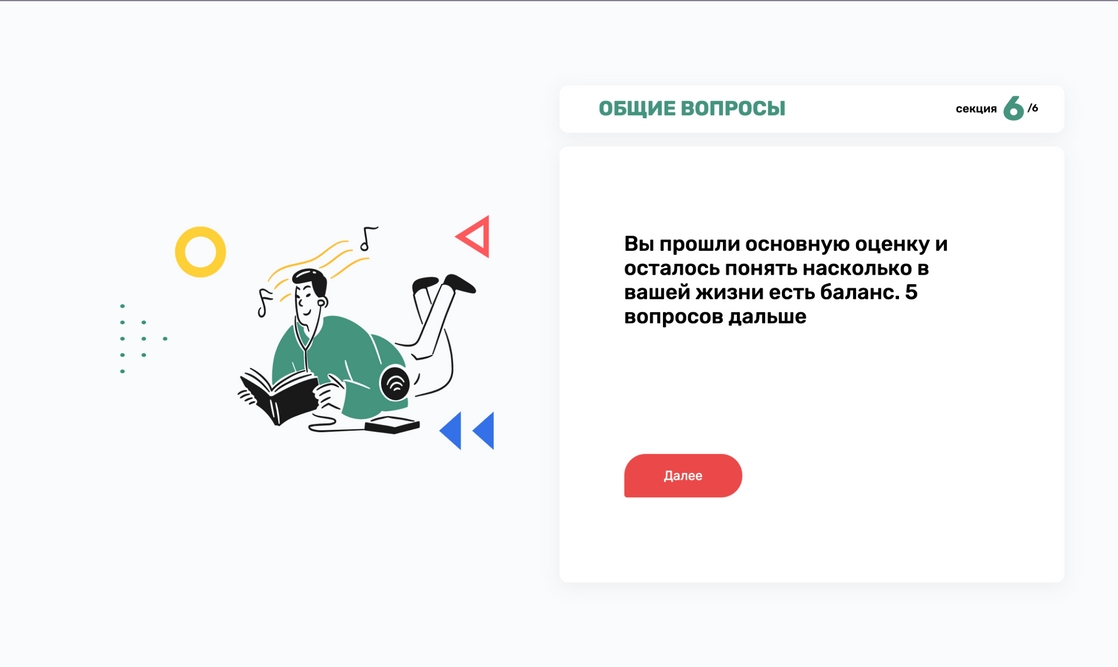 ОБЩИЕ ВОПРОСЫ
секция 6/6
Вы прошли основную оценку и
осталось понять насколько в
вашей жизни есть баланс. 5
вопросов дальше
Далее